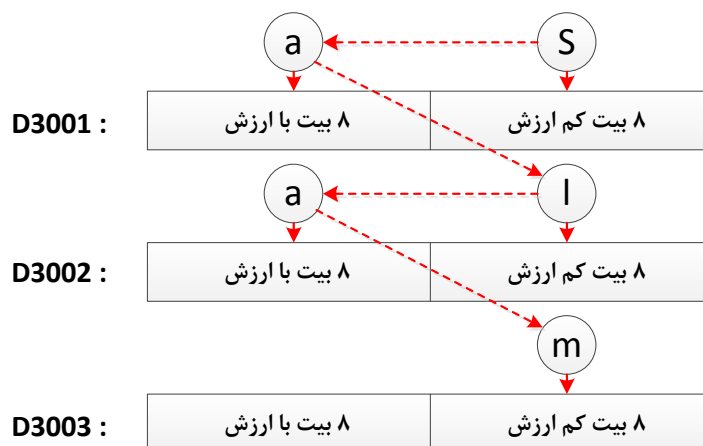 a S
D3001 : ۸ بیت با ارزش ۸ بیت کم ارزش
a l
D3002 : ۸ بیت با ارزش ۸ بیت کم ارزش
m
D3003 : ۸ بیت با ارزش ۸ بیت کم ارزش